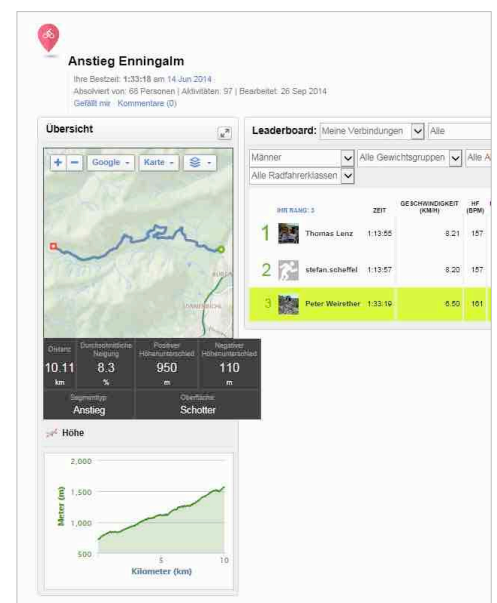 Anstieg Enningalm
Ihre Bestzeit: 1:33:18 am 14 Jun 2014
Absolviert von: 66 Personen | Aktivitäten: 97 | Bearbeitet: 26 Sep 2014
Gefällt mir · Kommentare (0)
Übersicht
+ − Google Karte
Distanz
10.11
km
Durchschnittliche Neigung
8.3
%
Positiver Höhenunterschied
950
m
Negativer Höhenunterschied
110
m
Segmenttyp
Anstieg
Oberfläche
Schotter
Höhe
2,000
1,500
1,000
500
Meter (m)
5 10
Kilometer (km)
Leaderboard: Meine Verbindungen Alle
Männer Alle Gewichtsgruppen Alle A
Alle Radfahrerklassen
IHR RANG: 3 ZEIT GESCHWINDIGKEIT (KM/H) HF (BPM)
1 Thomas Lenz 1:13:55 8.21 157
2 stefan.scheffel 1:13:57 8.20 157
3 Peter Weirether 1:33:19 6.50 161